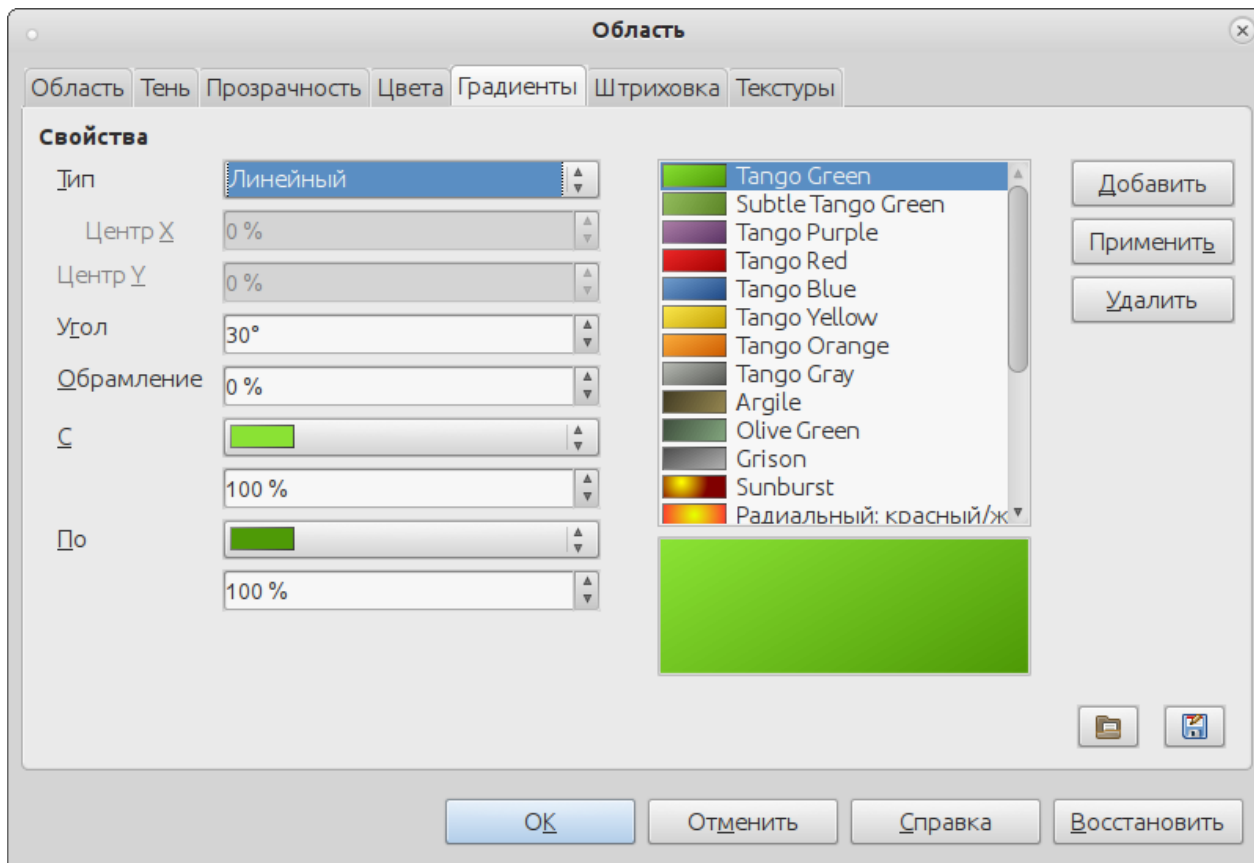 Область
Область Тень Прозрачность Цвета Градиенты Штриховка Текстуры
Свойства
Тип Линейный
Центр X 0 %
Центр Y 0 %
Угол 30°
Обрамление 0 %
С
100 %
По
100 %
Tango Green
Subtle Tango Green
Tango Purple
Tango Red
Tango Blue
Tango Yellow
Tango Orange
Tango Gray
Argile
Olive Green
Grison
Sunburst
Радиальный: красный/ж
Добавить
Применить
Удалить
OK Отменить Справка Восстановить